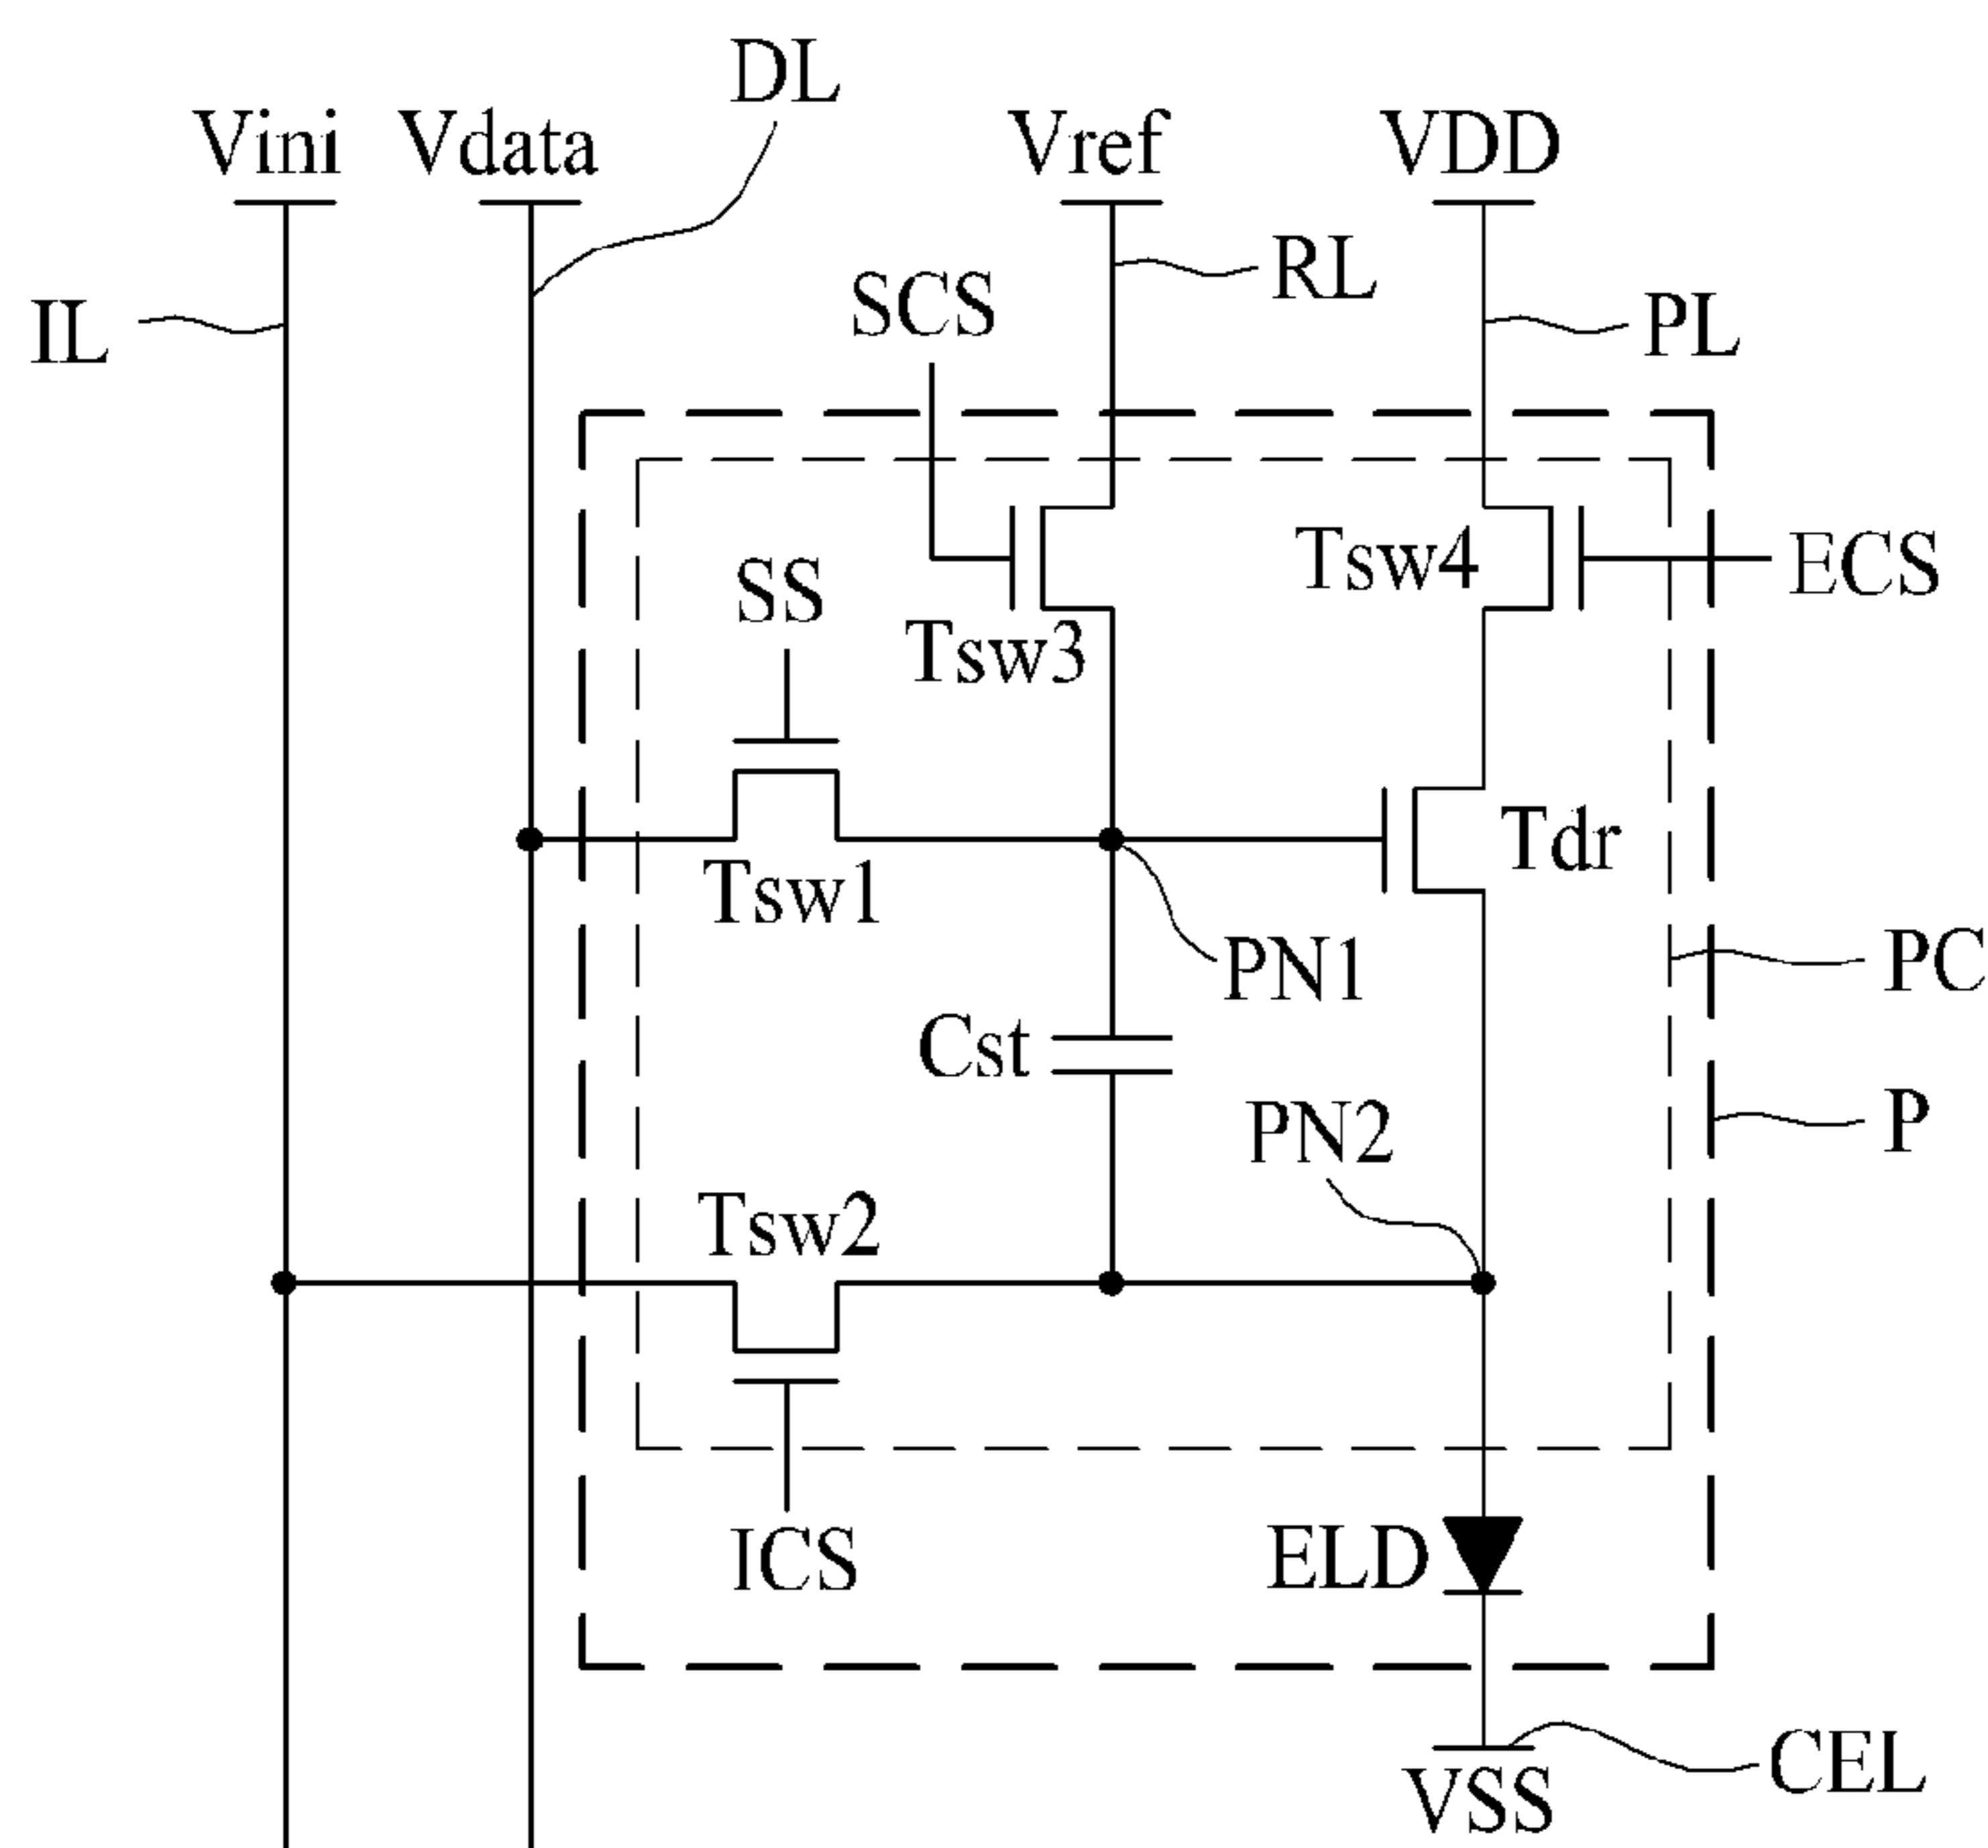 DL
Vini
Vdata
Vref
VDD
RL
SCS
IL
PL
Tsw4
ECS
SS
Tsw3
Tdr
Tsw1
PN1
PC
Cst
PN2
P
Tsw2
ICS
ELD
CEL
VSS